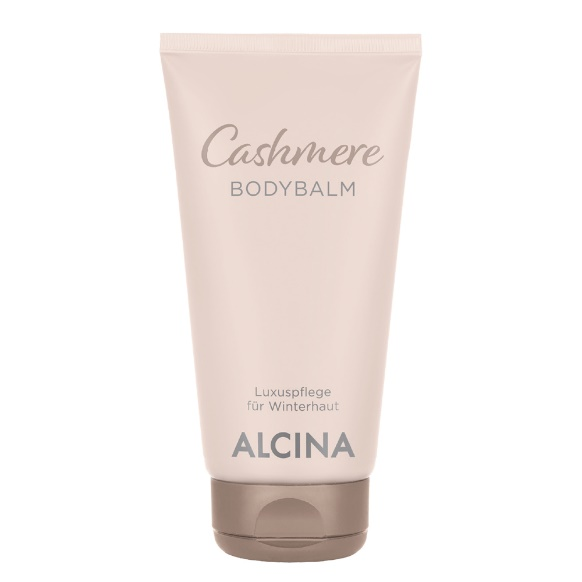 Cashmere
BODYBALM
Luxuspflege
für Winterhaut
ALCINA